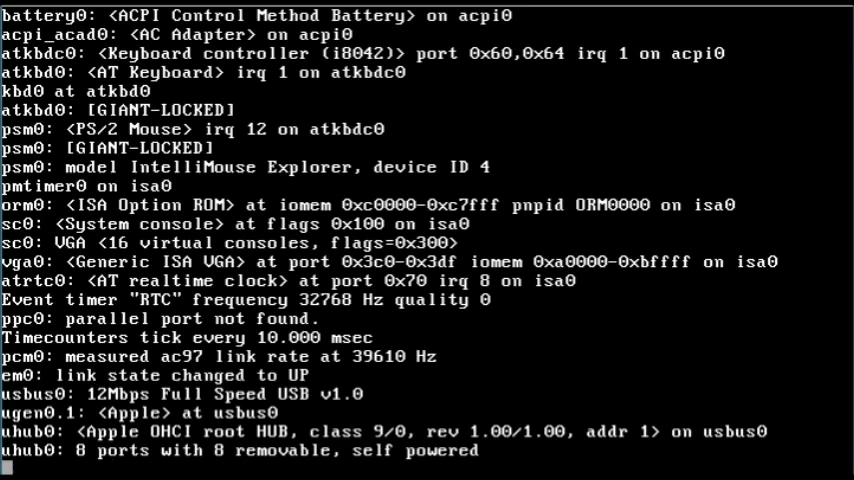 battery0: <ACPI Control Method Battery> on acpi0
acpi_acad0: <AC Adapter> on acpi0
atkbdc0: <Keyboard controller (i8042)> port 0x60,0x64 irq 1 on acpi0
atkbd0: <AT Keyboard> irq 1 on atkbdc0
kbd0 at atkbd0
atkbd0: [GIANT-LOCKED]
psm0: <PS/2 Mouse> irq 12 on atkbdc0
psm0: [GIANT-LOCKED]
psm0: model IntelliMouse Explorer, device ID 4
pmtimer0 on isa0
orm0: <ISA Option ROM> at iomem 0xc0000-0xc7fff pnpid ORM0000 on isa0
sc0: <System console> at flags 0x100 on isa0
sc0: VGA <16 virtual consoles, flags=0x300>
vga0: <Generic ISA VGA> at port 0x3c0-0x3df iomem 0xa0000-0xbffff on isa0
atrtc0: <AT realtime clock> at port 0x70 irq 8 on isa0
Event timer "RTC" frequency 32768 Hz quality 0
ppc0: parallel port not found.
Timecounters tick every 10.000 msec
pcm0: measured ac97 link rate at 39610 Hz
em0: link state changed to UP
usbus0: 12Mbps Full Speed USB v1.0
ugen0.1: <Apple> at usbus0
uhub0: <Apple OHCI root HUB, class 9/0, rev 1.00/1.00, addr 1> on usbus0
uhub0: 8 ports with 8 removable, self powered